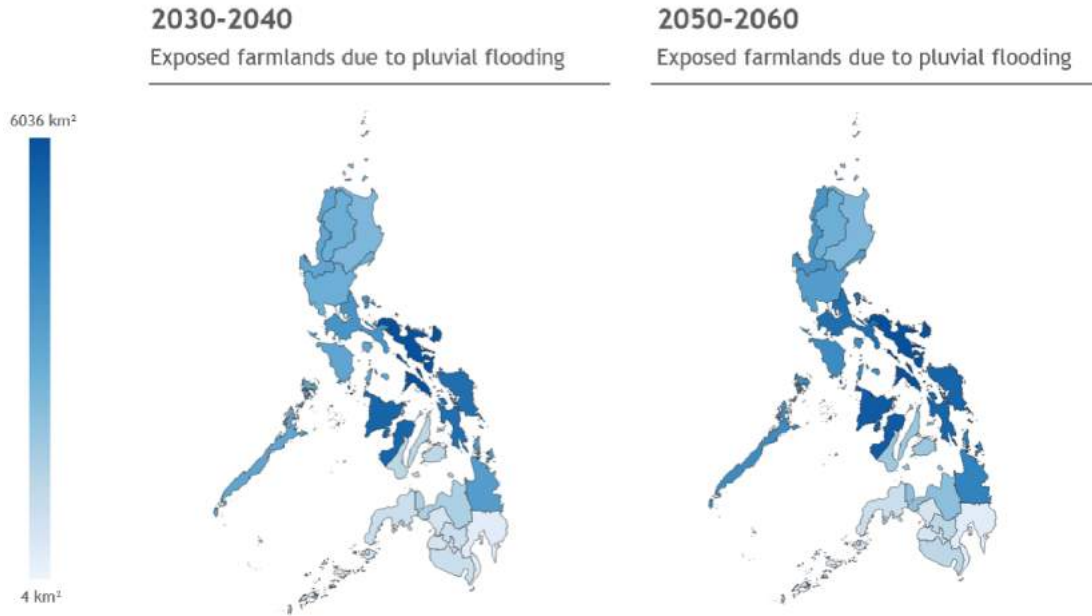 2030-2040
Exposed farmlands due to pluvial flooding
2050-2060
Exposed farmlands due to pluvial flooding
6036 km²
4 km²